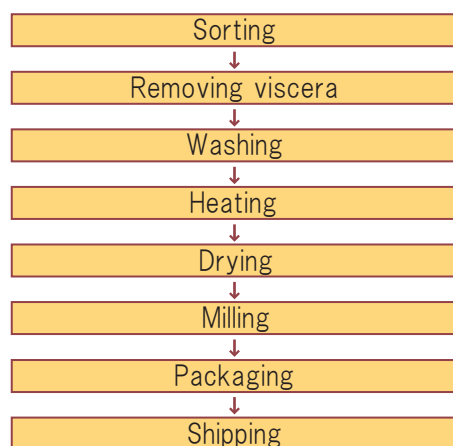 Sorting
Removing viscera
Washing
Heating
Drying
Milling
Packaging
Shipping